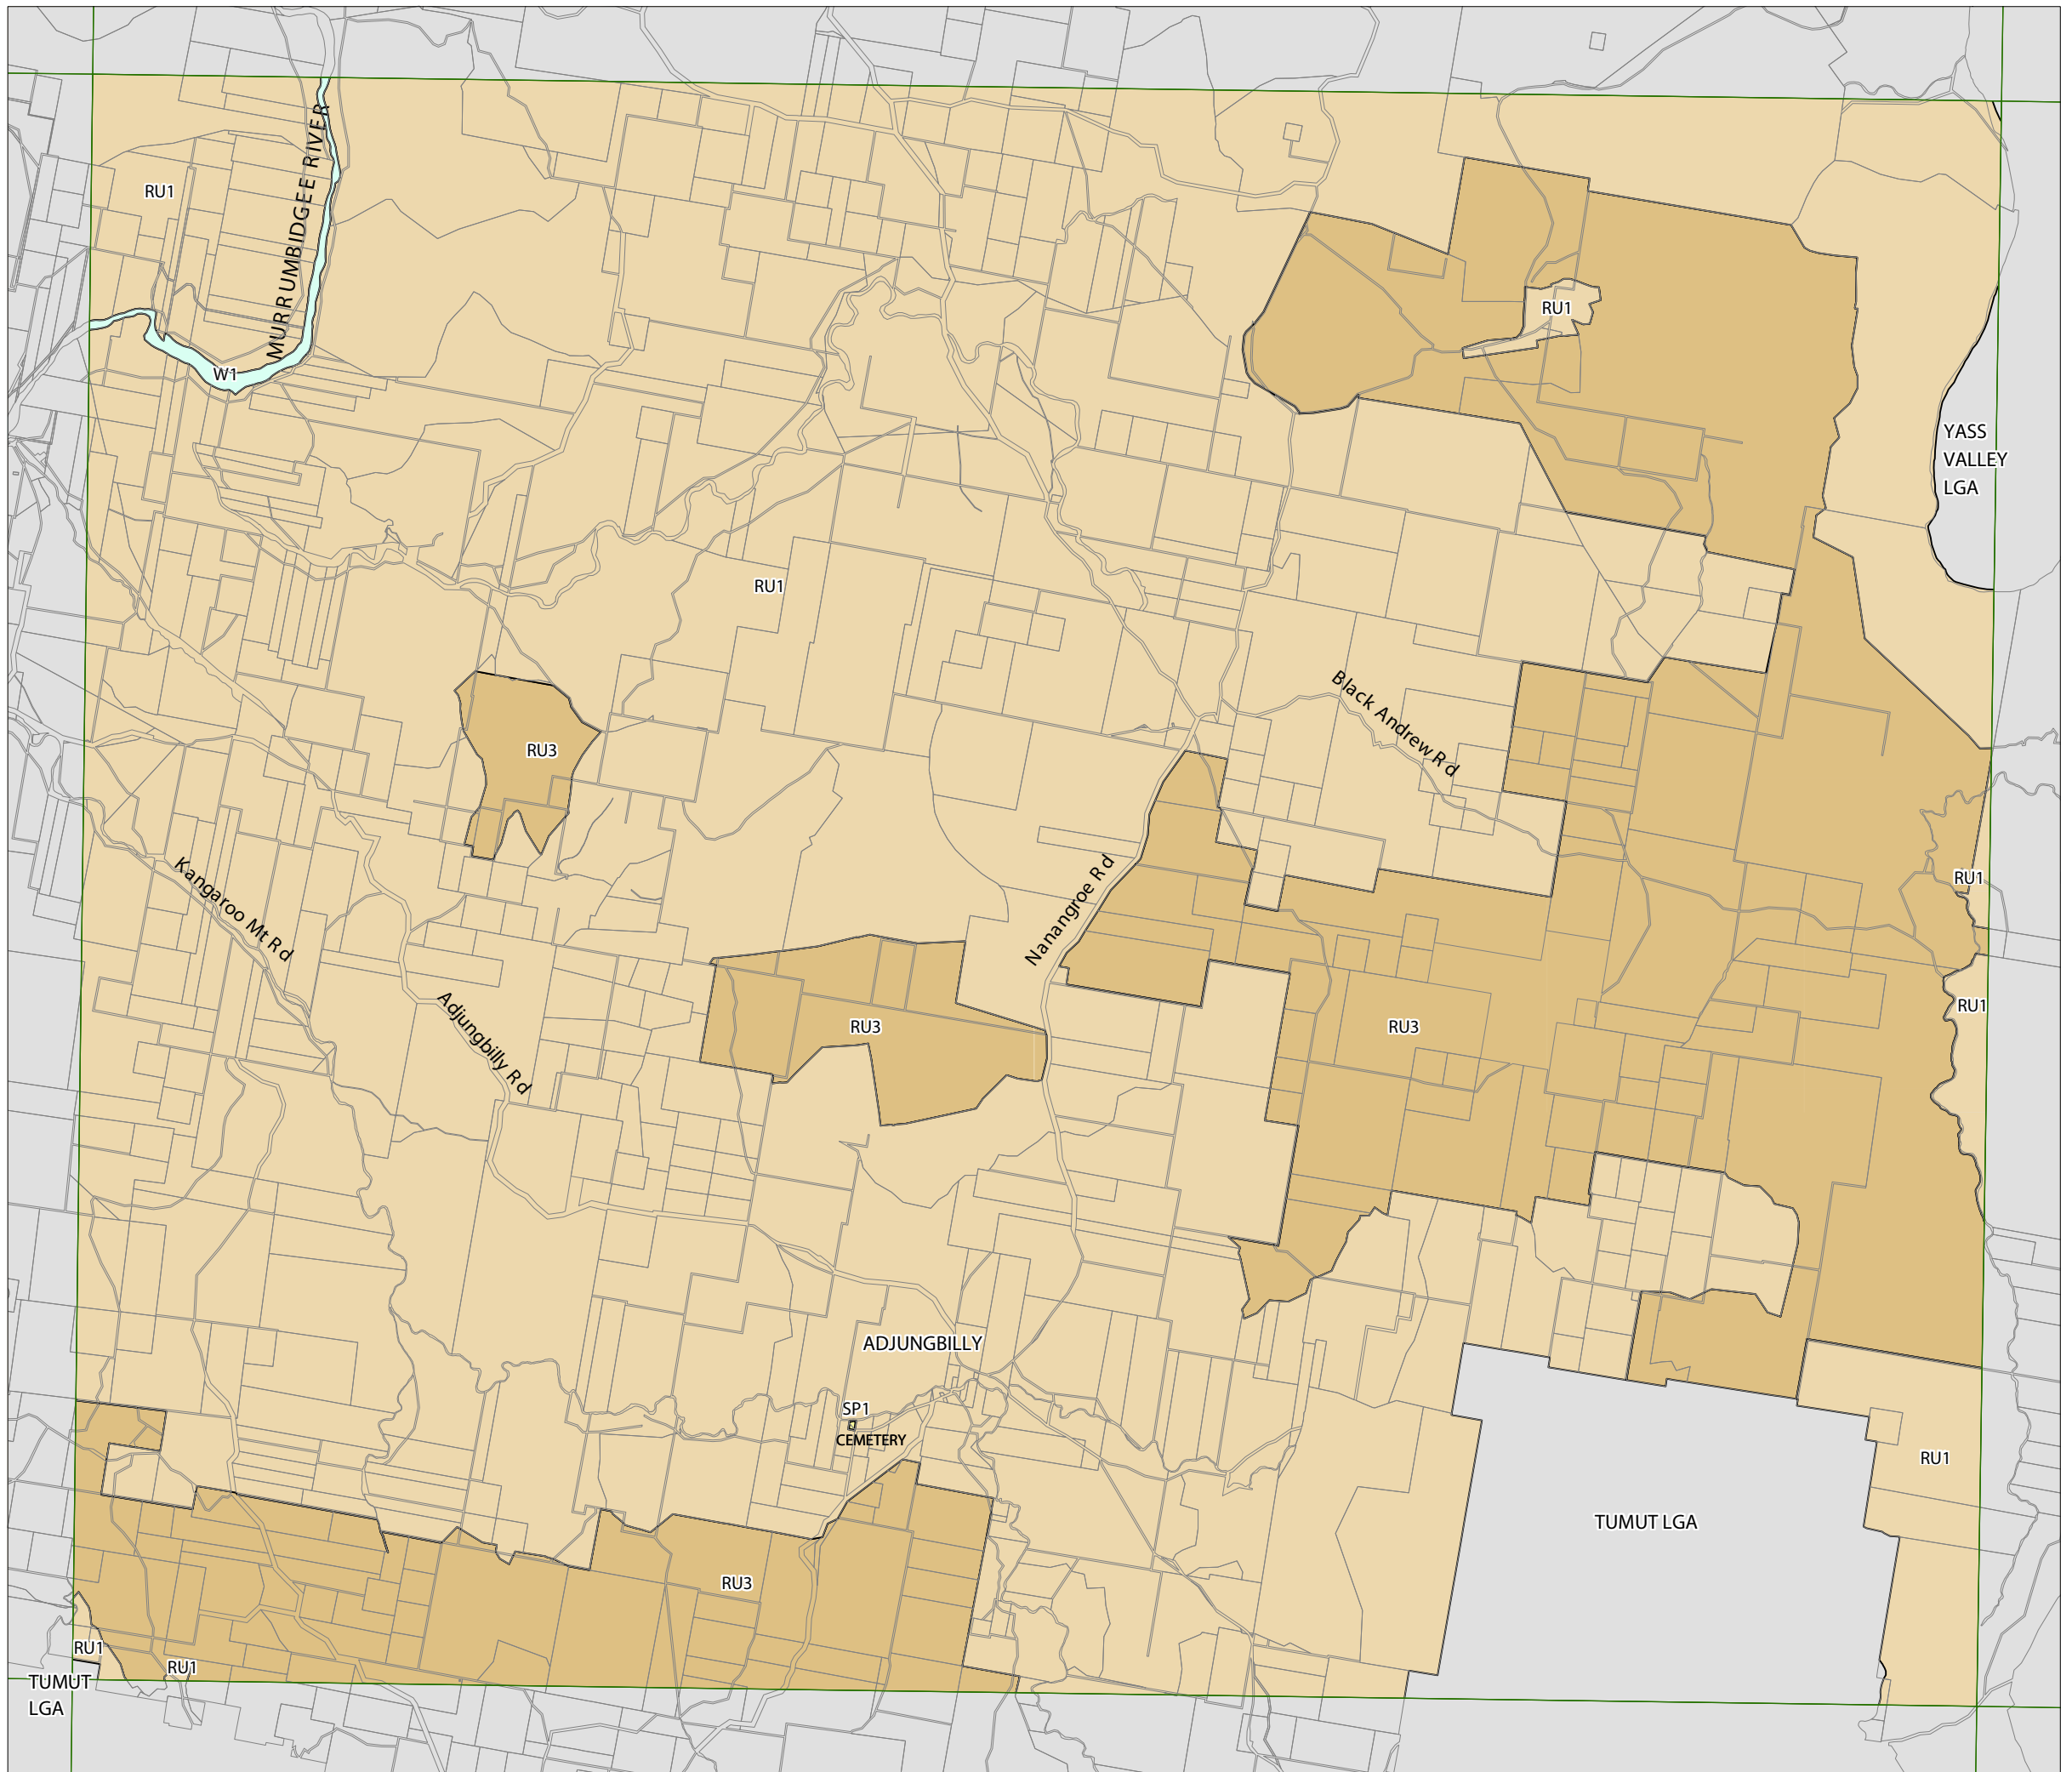 MURRUMBIDGEE RIVER
RU1
RU1
W1
YASS
VALLEY
LGA
RU1
Black Andrew Rd
RU3
Nanangroe Rd
Kangaroo Mt Rd
RU1
Adjungbilly Rd
RU1
RU3
RU3
ADJUNGBILLY
SP1
CEMETERY
RU1
TUMUT LGA
RU3
RU1
RU1
TUMUT
LGA